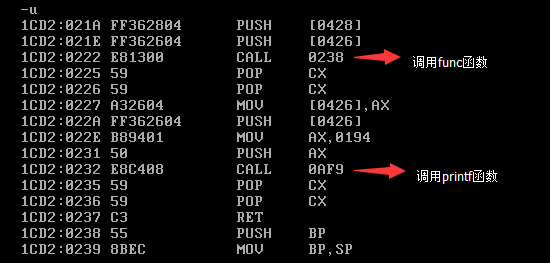 -u
1CD2:021A FF362804 PUSH [0428]
1CD2:021E FF362604 PUSH [0426]
1CD2:0222 E81300 CALL 0238 调用func函数
1CD2:0225 59 POP CX
1CD2:0226 59 POP CX
1CD2:0227 A32604 MOV [0426],AX
1CD2:022A FF362604 PUSH [0426]
1CD2:022E B89401 MOV AX,0194
1CD2:0231 50 PUSH AX
1CD2:0232 E8C408 CALL 0AF9 调用printf函数
1CD2:0235 59 POP CX
1CD2:0236 59 POP CX
1CD2:0237 C3 RET
1CD2:0238 55 PUSH BP
1CD2:0239 8BEC MOV BP,SP